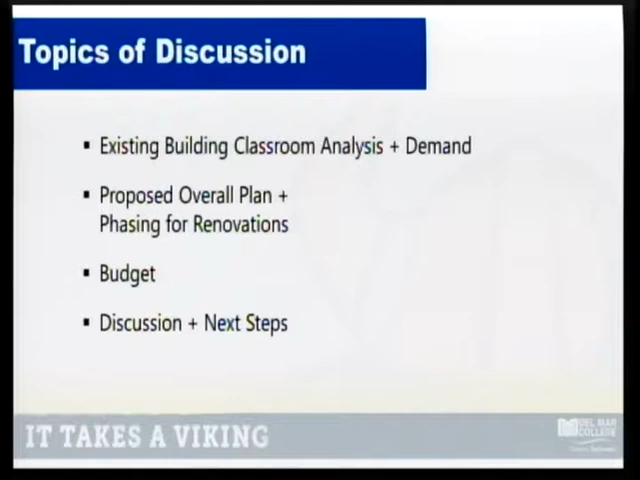 Topics of Discussion
▪ Existing Building Classroom Analysis + Demand
▪ Proposed Overall Plan +
Phasing for Renovations
▪ Budget
▪ Discussion + Next Steps
IT TAKES A VIKING
DEL MAR
COLLEGE